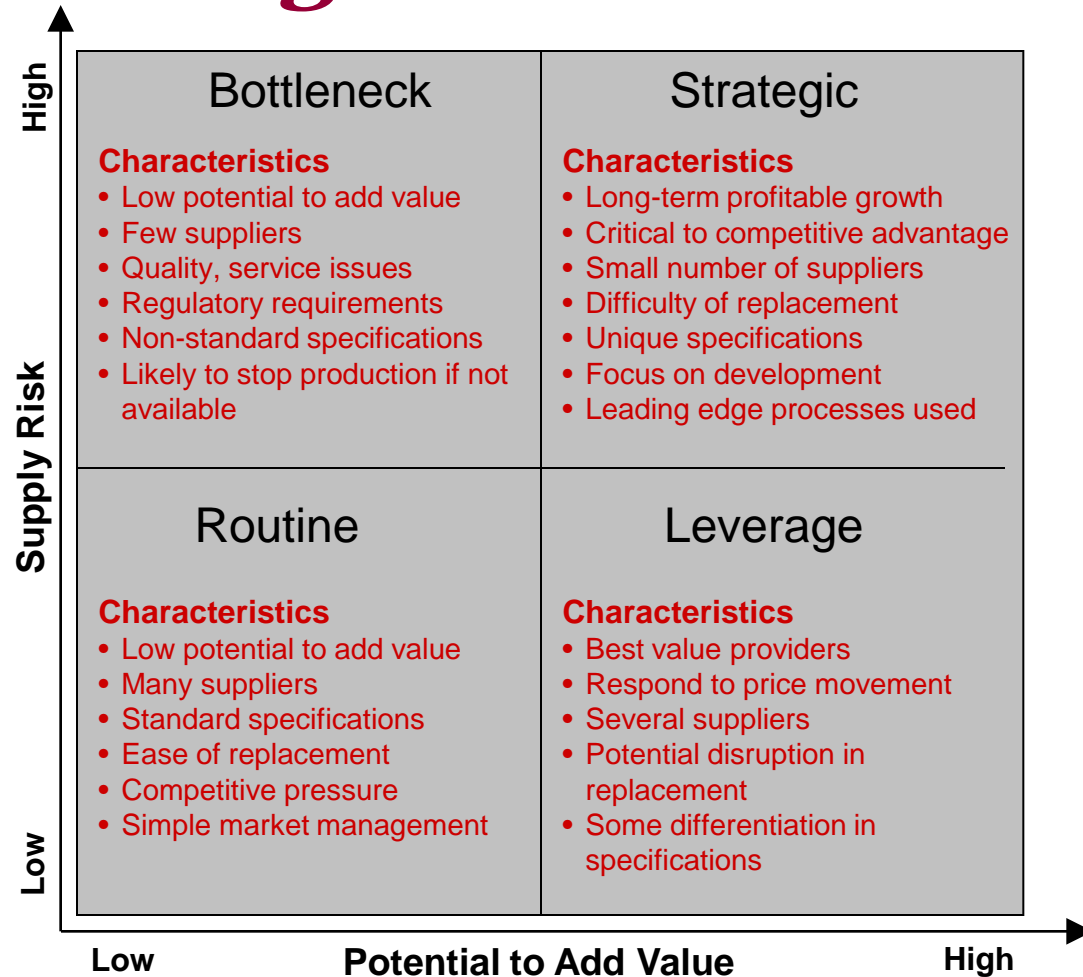 High
Supply Risk
Low
Bottleneck
Characteristics
• Low potential to add value
• Few suppliers
• Quality, service issues
• Regulatory requirements
• Non-standard specifications
• Likely to stop production if not
available
Strategic
Characteristics
• Long-term profitable growth
• Critical to competitive advantage
• Small number of suppliers
• Difficulty of replacement
• Unique specifications
• Focus on development
• Leading edge processes used
Routine
Characteristics
• Low potential to add value
• Many suppliers
• Standard specifications
• Ease of replacement
• Competitive pressure
• Simple market management
Leverage
Characteristics
• Best value providers
• Respond to price movement
• Several suppliers
• Potential disruption in
replacement
• Some differentiation in
specifications
Low
Potential to Add Value
High